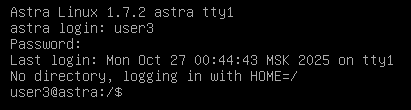 Astra Linux 1.7.2 astra tty1
astra login: user3
Password:
Last login: Mon Oct 27 00:44:43 MSK 2025 on tty1
No directory, logging in with HOME=/
user3@astra:/$